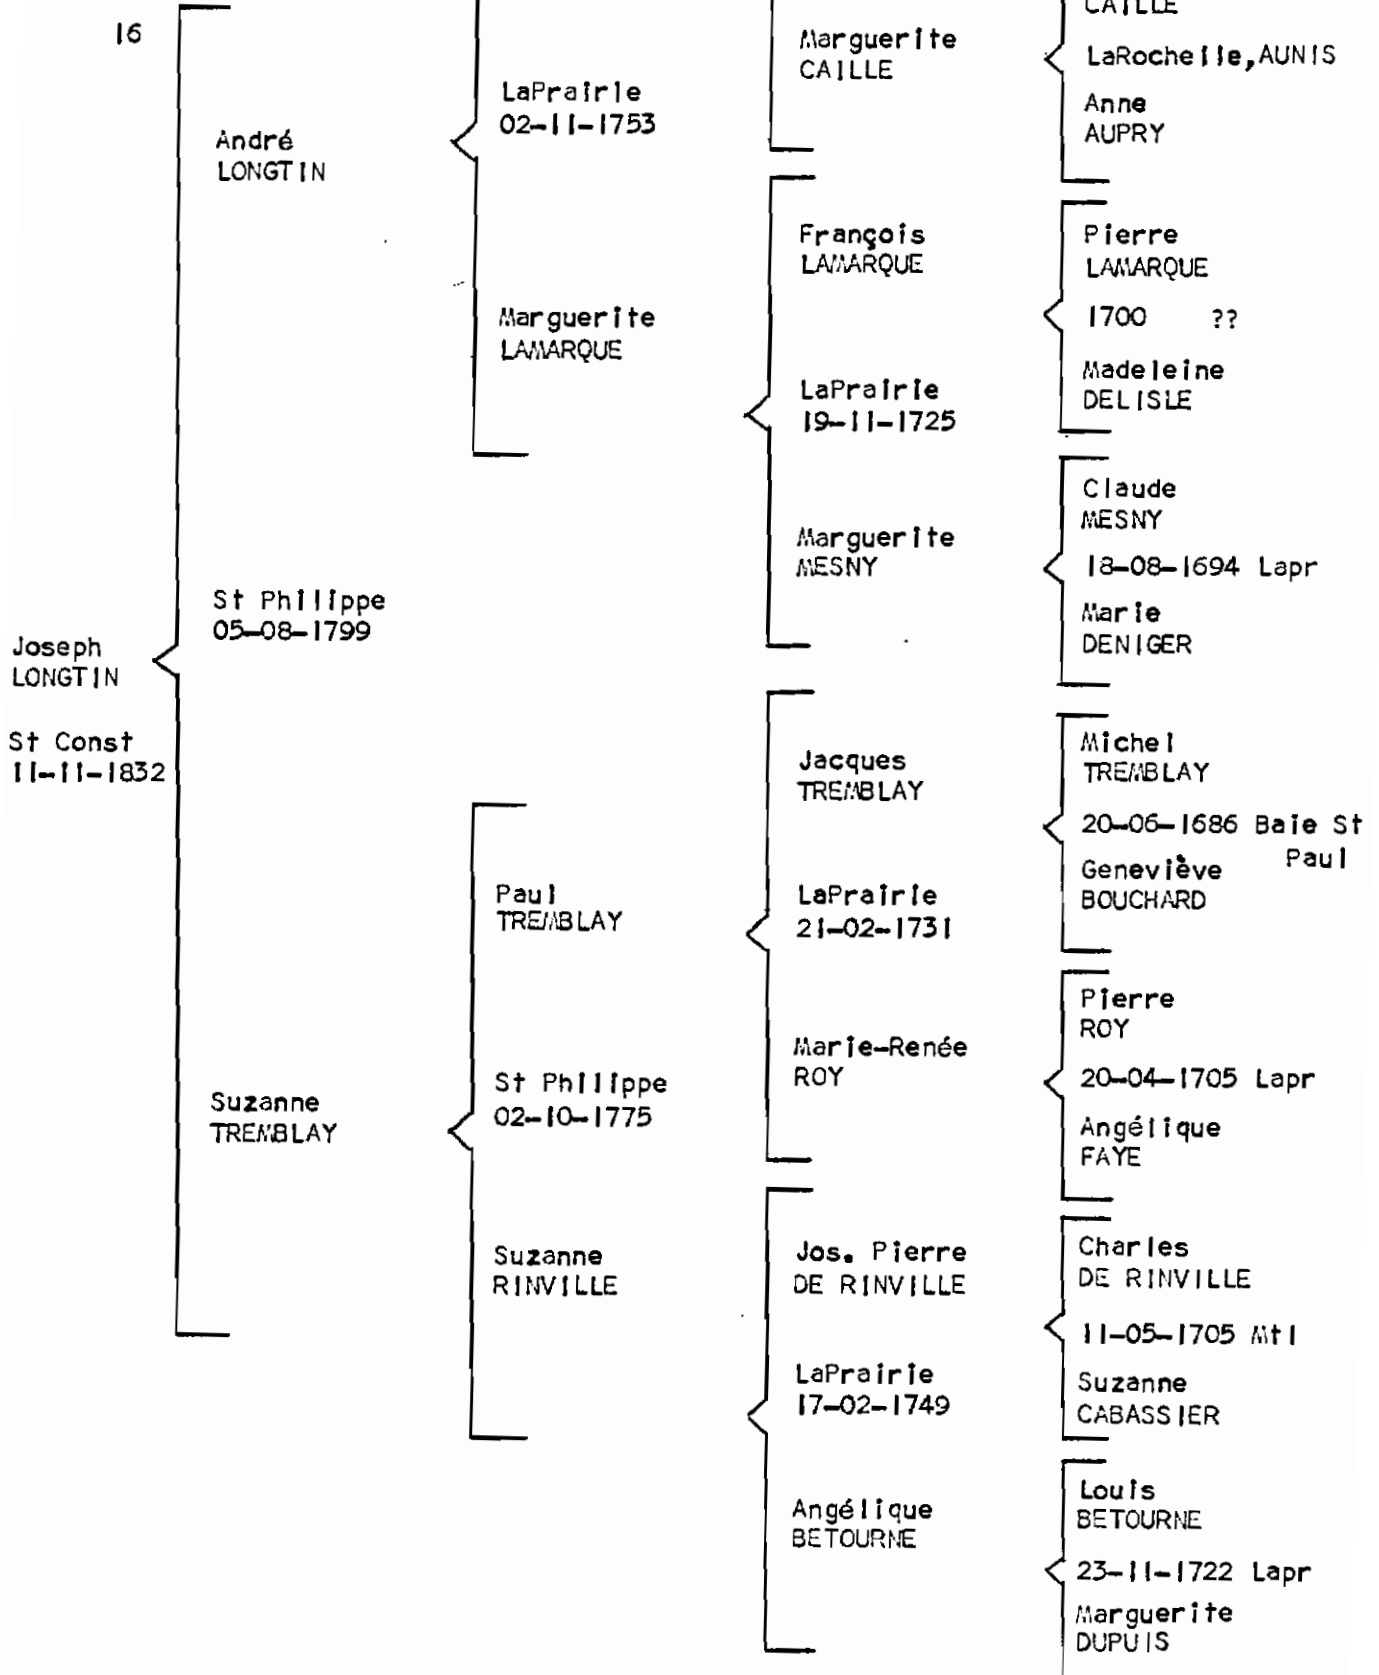 16
Joseph
LONGTIN
St Const
11-11-1832
André
LONGTIN
St Philippe
05-08-1799
Suzanne
TREMBLAY
LaPrairie
02-11-1753
Marguerite
LAMARQUE
Paul
TREMBLAY
St Philippe
02-10-1775
Suzanne
RINVILLE
Marguerite
CAILLE
François
LAMARQUE
LaPrairie
19-11-1725
Marguerite
MESNY
Jacques
TREMBLAY
LaPrairie
21-02-1731
Marie-Renée
ROY
Jos. Pierre
DE RINVILLE
LaPrairie
17-02-1749
Angélique
BETOURNE
CAILLE
LaRochelle, AUNIS
Anne
AUPRY
Pierre
LAMARQUE
1700 ??
Madeleine
DELISLE
Claude
MESNY
18-08-1694 Lapr
Marie
DENIGER
Michel
TREMBLAY
20-06-1686 Baie St
Paul
Geneviève
BOUCHARD
Pierre
ROY
20-04-1705 Lapr
Angélique
FAYE
Charles
DE RINVILLE
11-05-1705 Mtl
Suzanne
CABASSIER
Louis
BETOURNE
23-11-1722 Lapr
Marguerite
DUPUIS